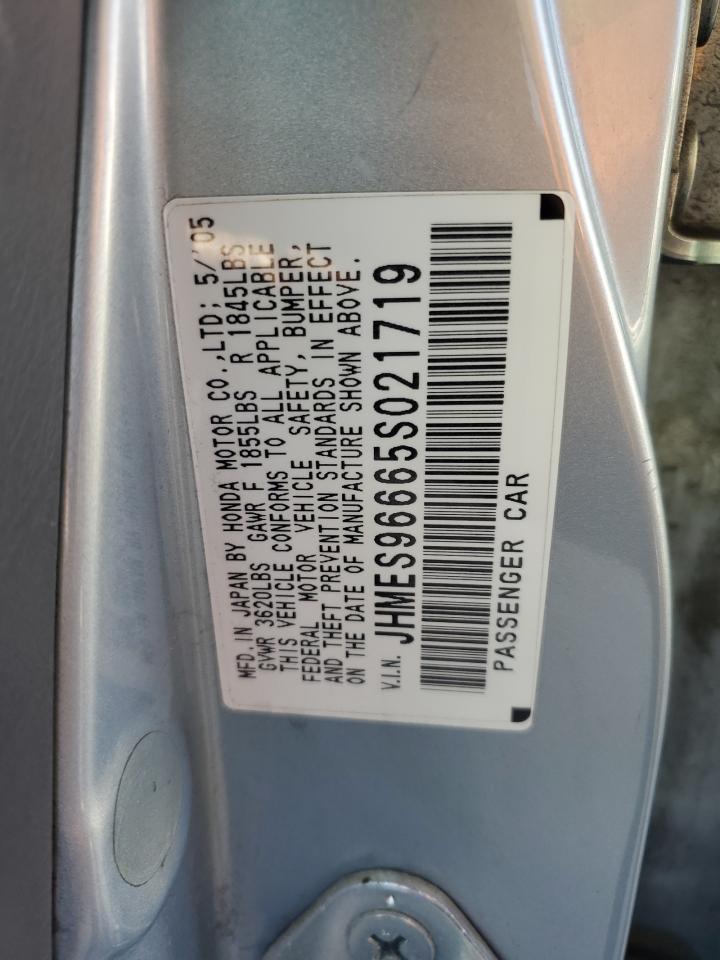 MFD. IN JAPAN BY HONDA MOTOR CO.,LTD; 5/'05
GVWR 3620LBS GAWR F 1855LBS R 1845LBS
THIS VEHICLE CONFORMS TO ALL APPLICABLE
FEDERAL MOTOR VEHICLE SAFETY, BUMPER,
AND THEFT PREVENTION STANDARDS IN EFFECT
ON THE DATE OF MANUFACTURE SHOWN ABOVE.
V.I.N. JHMES96665S021719
PASSENGER CAR